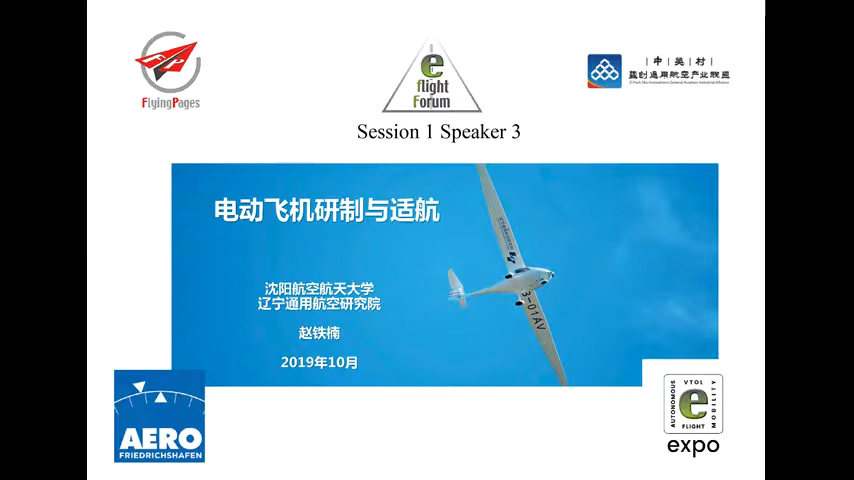 FP
FlyingPages
e
flight
Forum
中关村
蓝创通用航空产业联盟
Session 1 Speaker 3
电动飞机研制与适航
沈阳航空航天大学
辽宁通用航空研究院
赵铁楠
2019年10月
B-01AV
AERO
FRIEDRICHSHAFEN
AUTONOMOUS
VTOL
MOBILITY
e
FLIGHT
expo